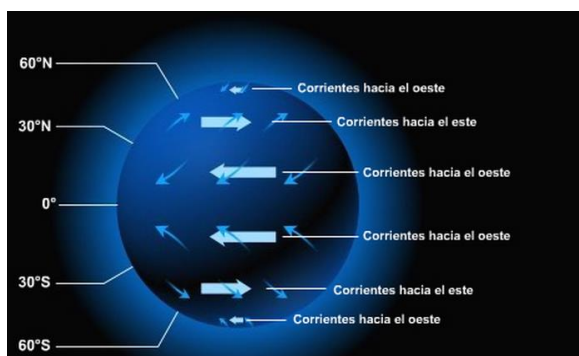 60°N
Corrientes hacia el oeste
30°N
Corrientes hacia el este
Corrientes hacia el oeste
0°
Corrientes hacia el oeste
30°S
Corrientes hacia el este
Corrientes hacia el oeste
60°S